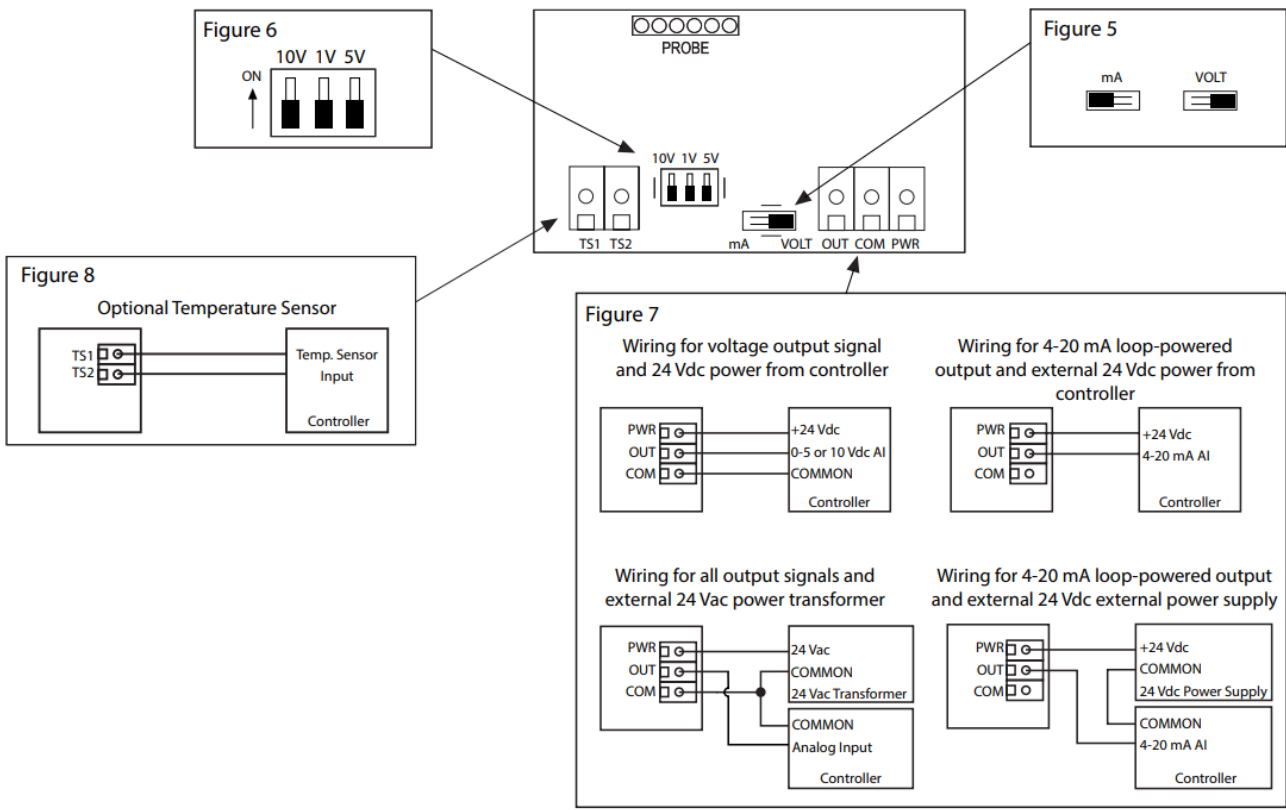 Figure 6
10V 1V 5V
ON
PROBE
Figure 5
mA VOLT
10V 1V 5V
TS1 TS2
mA VOLT OUT COM PWR
Figure 8
Optional Temperature Sensor
TS1
TS2
Temp. Sensor
Input
Controller
Figure 7
Wiring for voltage output signal
and 24 Vdc power from controller
PWR
OUT
COM
+24 Vdc
0-5 or 10 Vdc AI
COMMON
Controller
Wiring for 4-20 mA loop-powered
output and external 24 Vdc power from
controller
PWR
OUT
COM
+24 Vdc
4-20 mA AI
Controller
Wiring for all output signals and
external 24 Vac power transformer
PWR
OUT
COM
24 Vac
COMMON
24 Vac Transformer
COMMON
Analog Input
Controller
Wiring for 4-20 mA loop-powered output
and external 24 Vdc external power supply
PWR
OUT
COM
+24 Vdc
COMMON
24 Vdc Power Supply
COMMON
4-20 mA AI
Controller